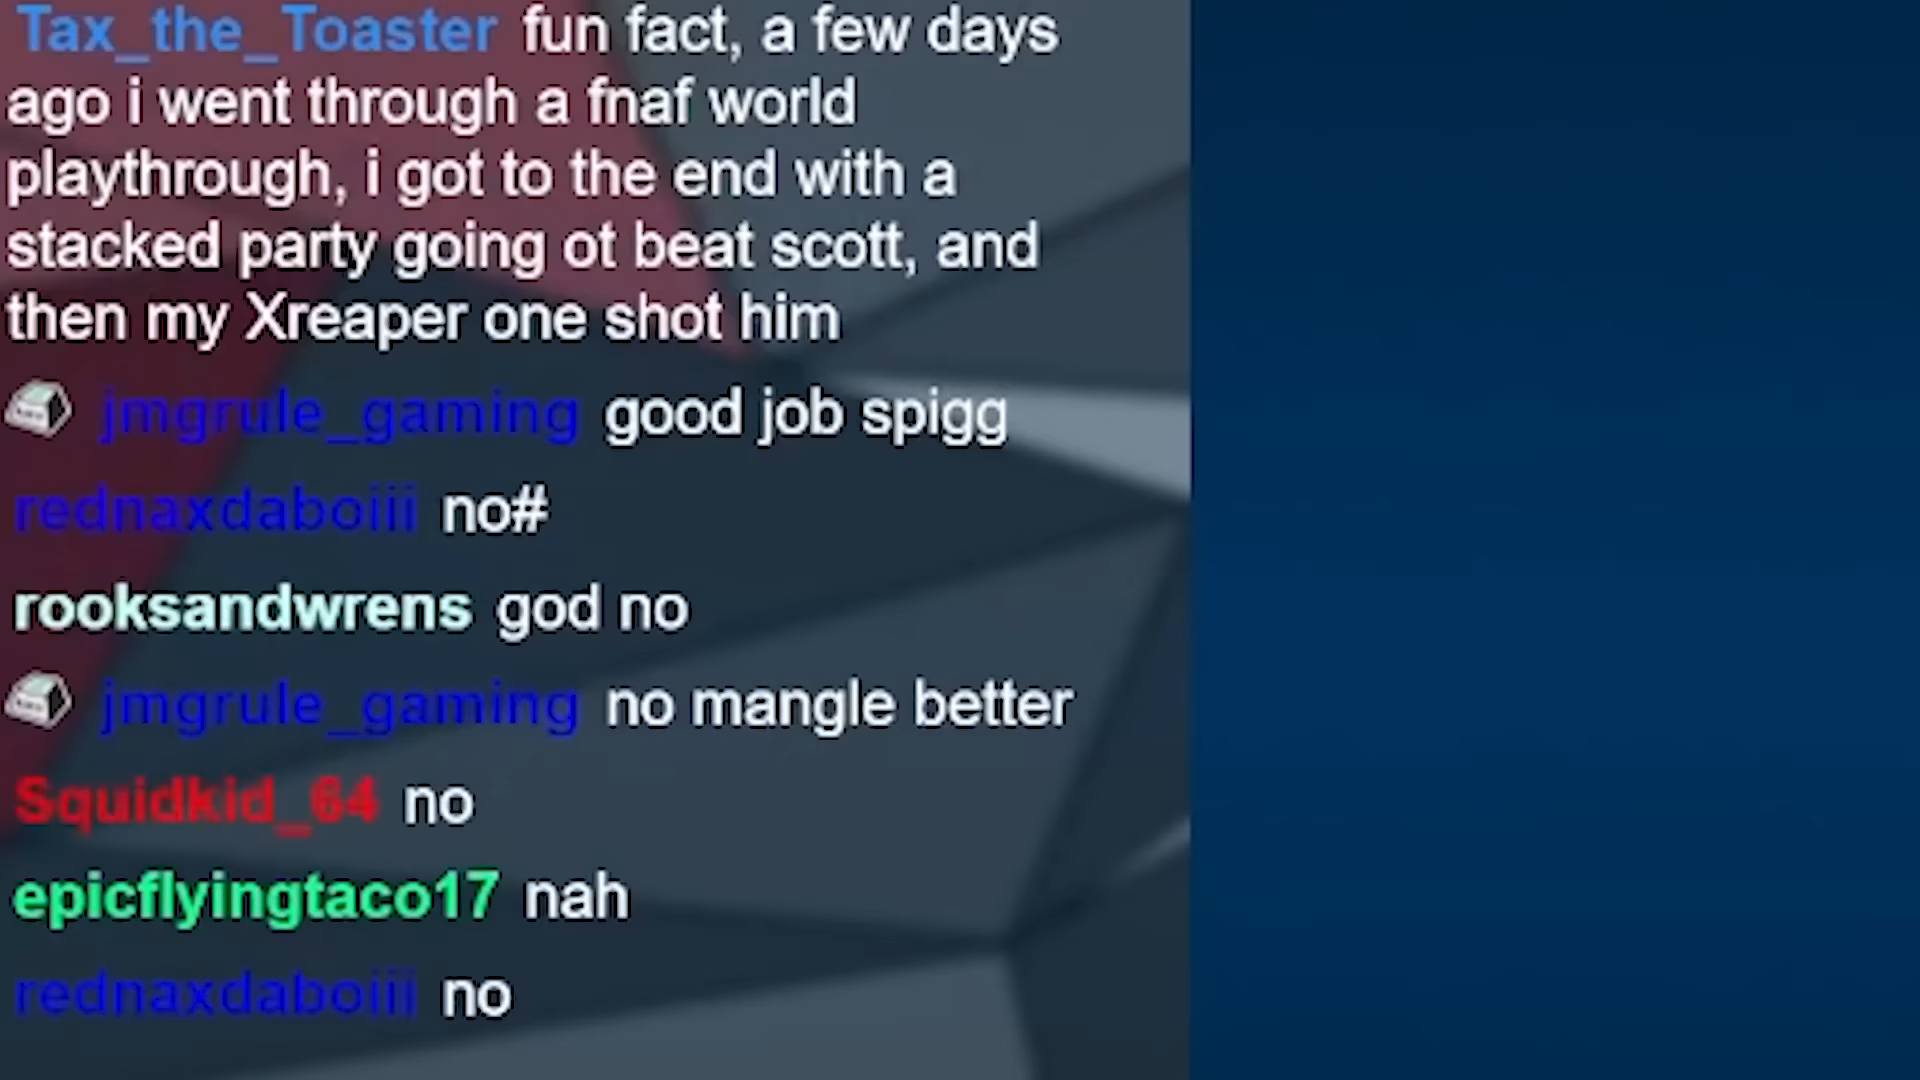 Tax_the_Toaster fun fact, a few days
ago i went through a fnaf world
playthrough, i got to the end with a
stacked party going ot beat scott, and
then my Xreaper one shot him
jmgrule_gaming good job spigg
rednaxdaboiii no#
rooksandwrens god no
jmgrule_gaming no mangle better
Squidkid_64 no
epicflyingtaco17 nah
rednaxdaboiii no